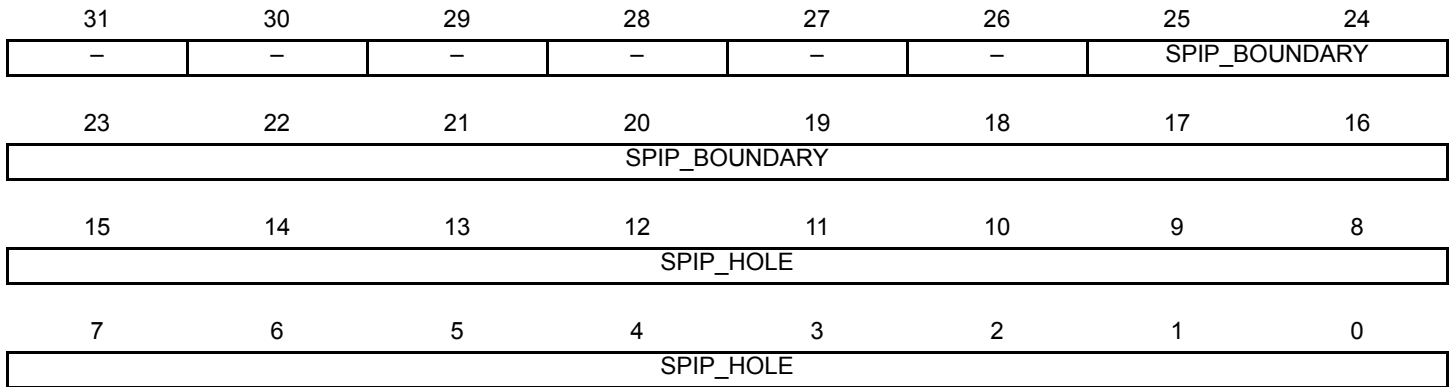 31 30 29 28 27 26 25 24
– – – – – – SPIP_BOUNDARY
23 22 21 20 19 18 17 16
SPIP_BOUNDARY
15 14 13 12 11 10 9 8
SPIP_HOLE
7 6 5 4 3 2 1 0
SPIP_HOLE